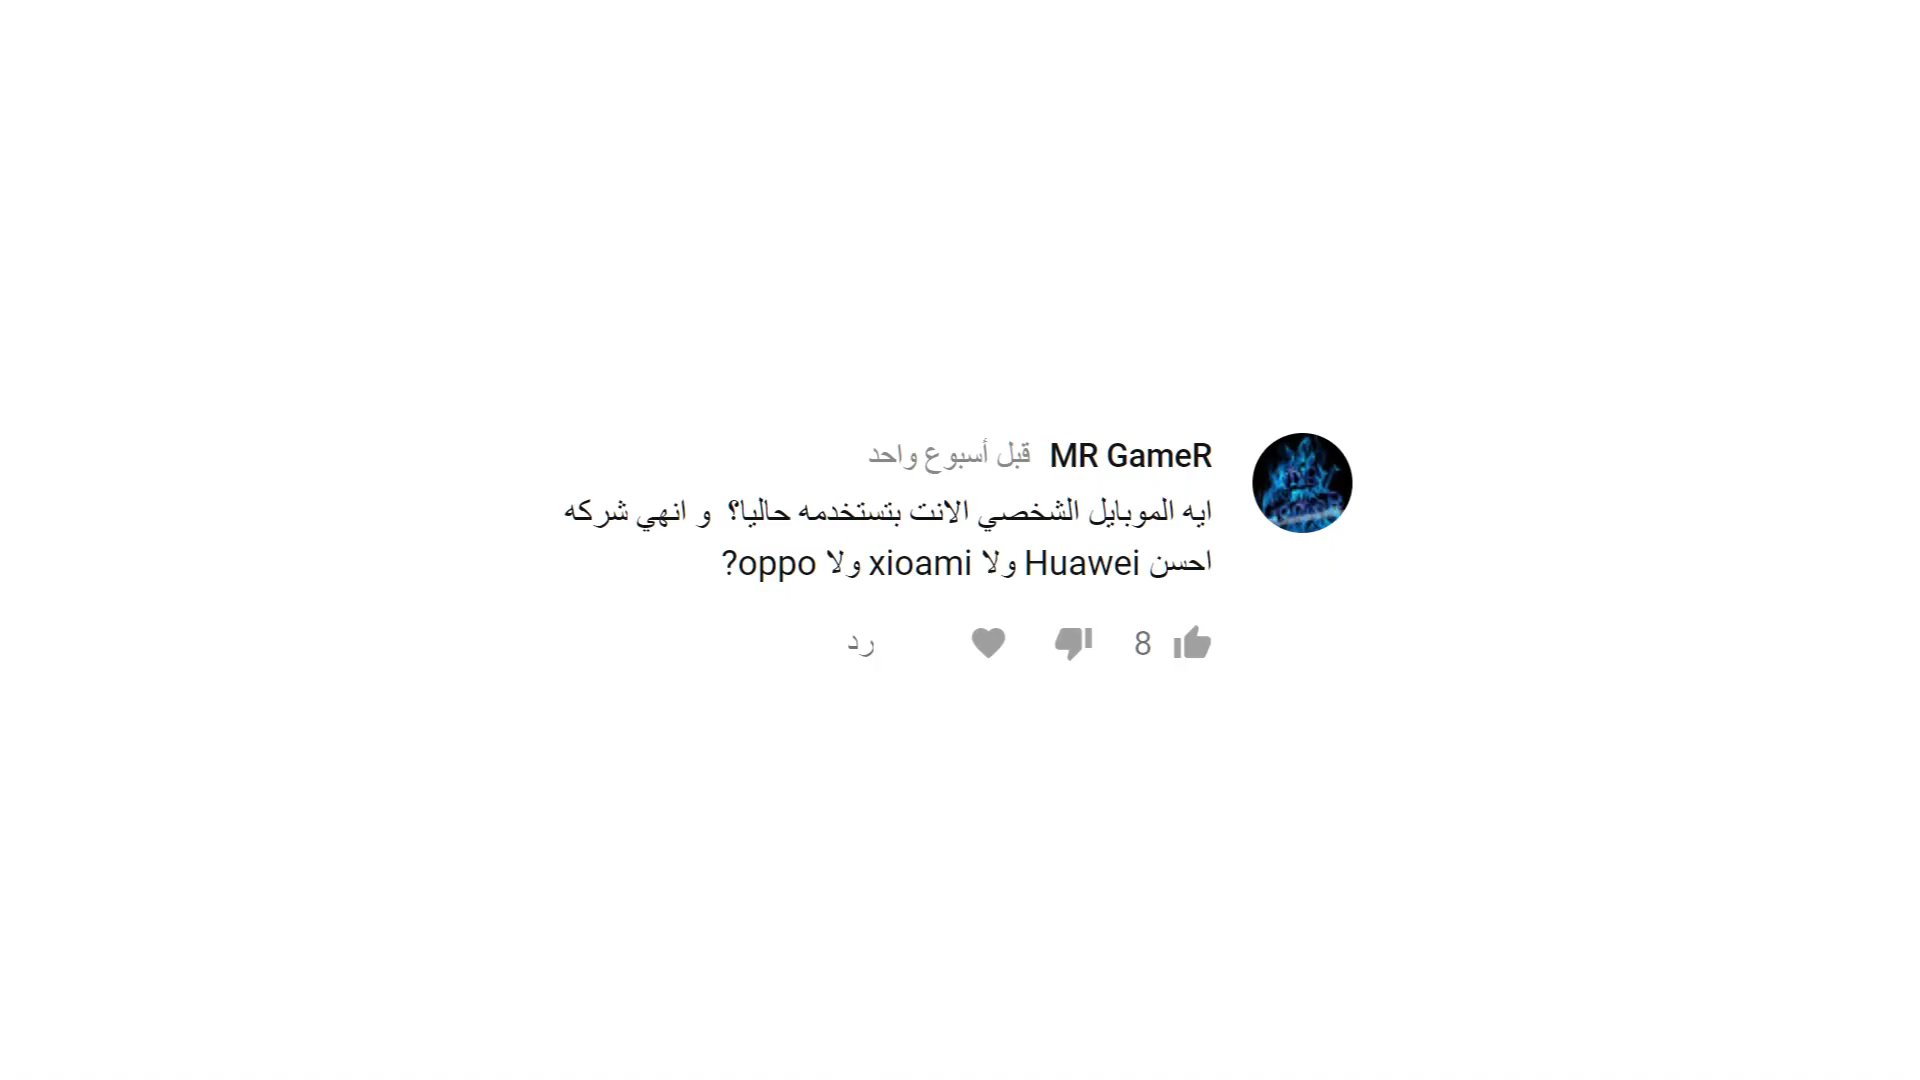 MR GameR قبل أسبوع واحد
ايه الموبايل الشخصي الانت بتستخدمه حاليا؟ و انهي شركه
احسن Huawei ولا xioami ولا oppo?
8 رد